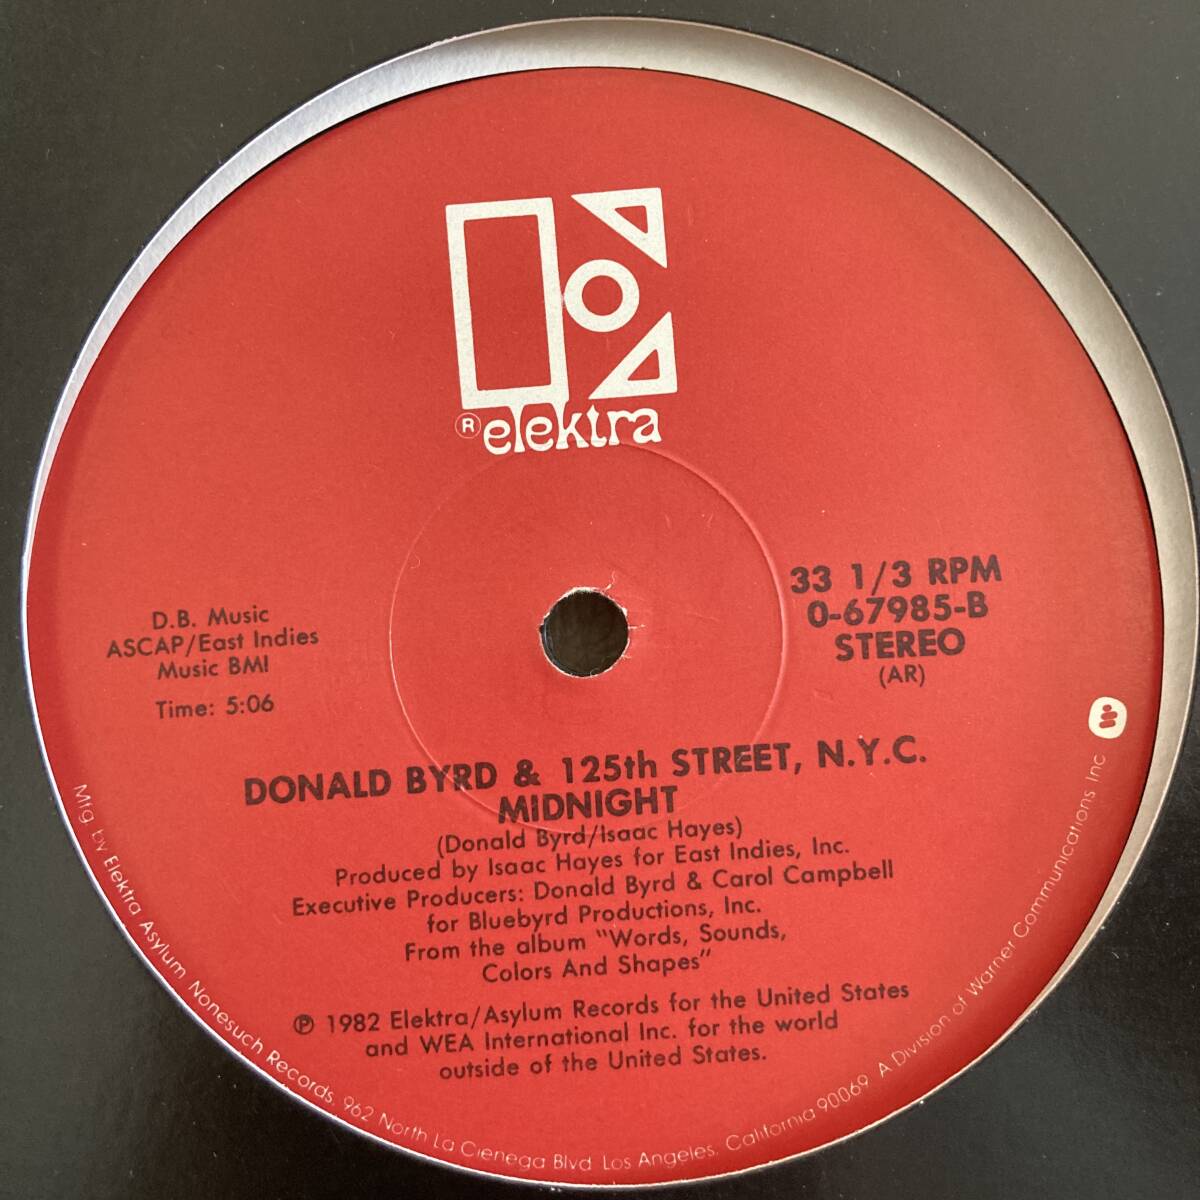 ® elektra
33 1/3 RPM
0-67985-B
STEREO
(AR)
D.B. Music
ASCAP/East Indies
Music BMI
Time: 5:06
DONALD BYRD & 125th STREET, N.Y.C.
MIDNIGHT
(Donald Byrd/Isaac Hayes)
Produced by Isaac Hayes for East Indies, Inc.
Executive Producers: Donald Byrd & Carol Campbell
for Bluebyrd Productions, Inc.
From the album "Words, Sounds,
Colors And Shapes"
℗ 1982 Elektra/Asylum Records for the United States
and WEA International Inc. for the world
outside of the United States.
Mfg by Elektra Asylum Nonesuch Records, 962 North La Cienega Blvd Los Angeles, California 90069 A Division of Warner Communications Inc